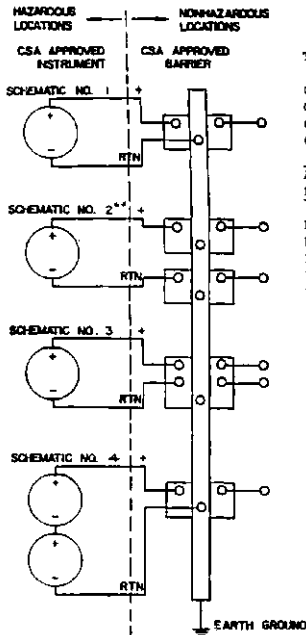 HAZARDOUS LOCATIONS
NONHAZARDOUS LOCATIONS
CSA APPROVED INSTRUMENT
CSA APPROVED BARRIER
SCHEMATIC NO. 1 +
+
-
RTN
SCHEMATIC NO. 2** +
+
-
RTN
SCHEMATIC NO. 3 +
+
-
RTN
SCHEMATIC NO. 4 +
+
-
+
-
RTN
EARTH GROUND